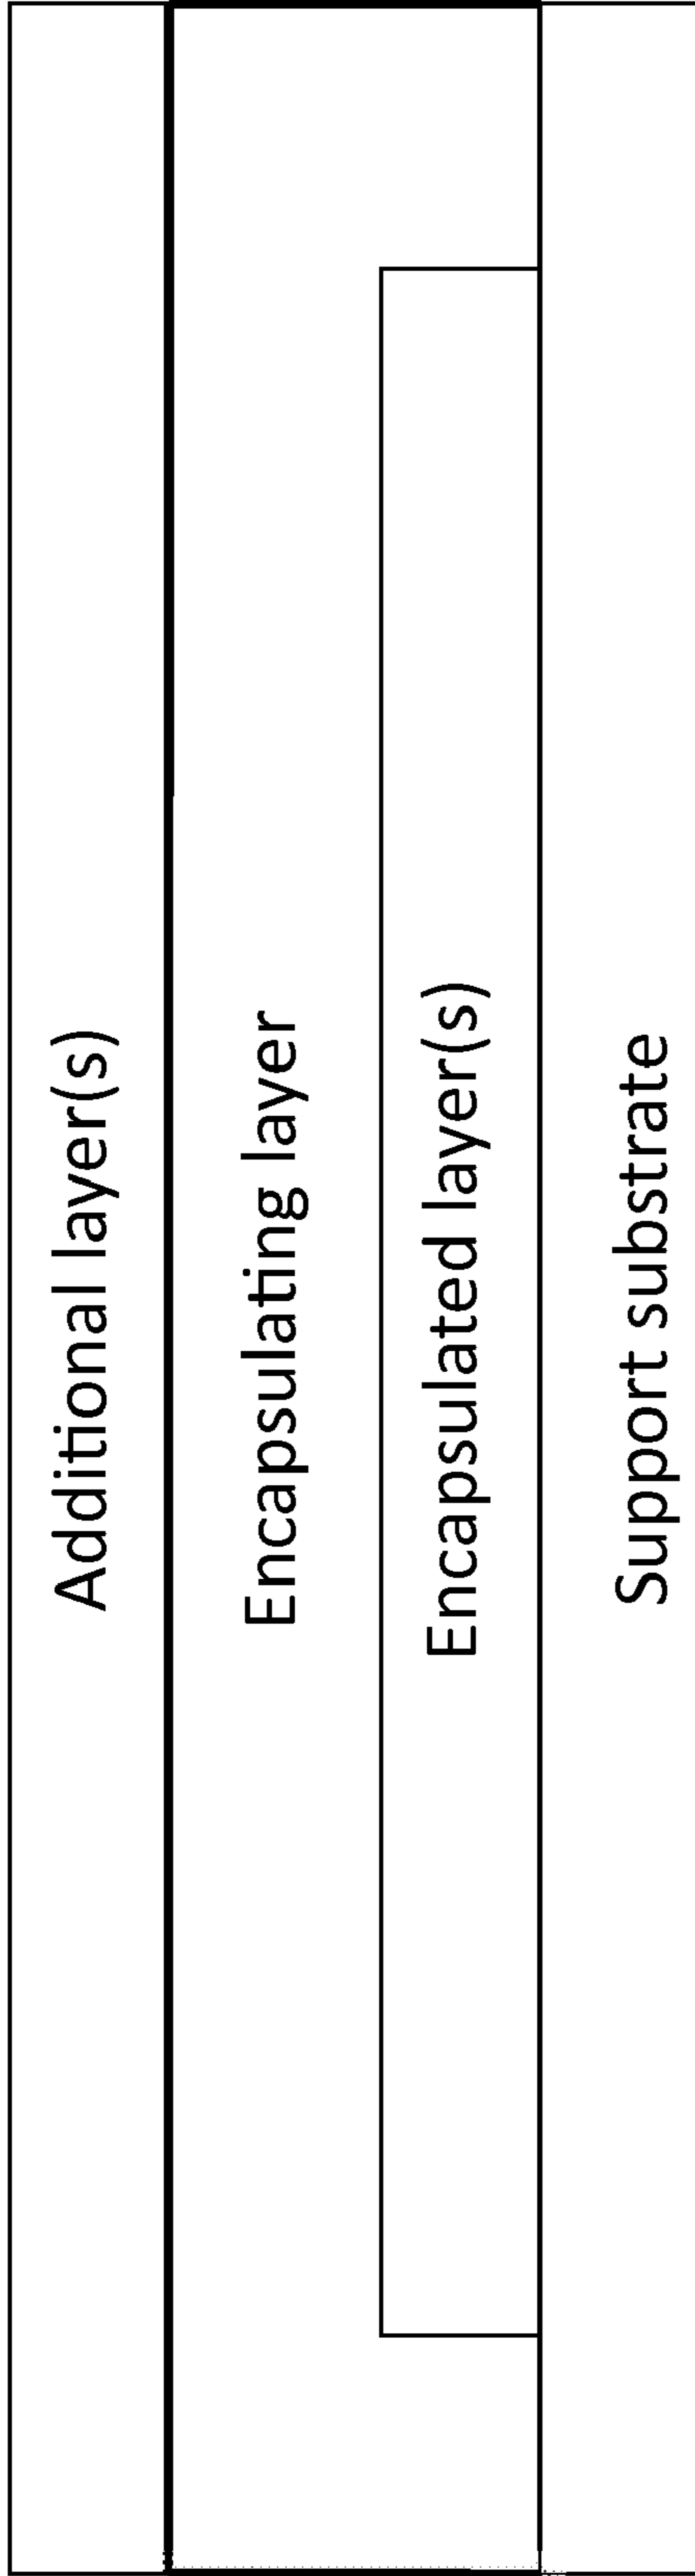 Additional layer(s)
Encapsulating layer
Encapsulated layer(s)
Support substrate